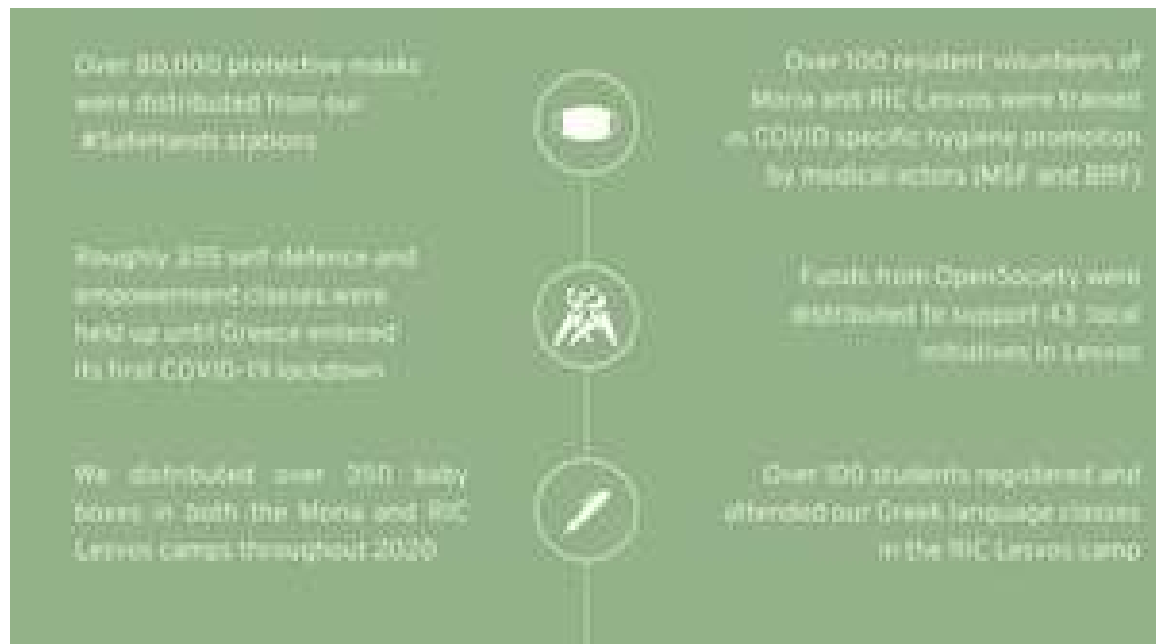 Over 80,000 protective masks
were distributed from our
#SafeHands stations
Over 100 resident volunteers of
Moria and RIC Lesvos were trained
in COVID specific hygiene promotion
by medical actors (MSF and BRF)
Roughly self-defence and
empowerment classes were
held up until Greece entered
its first COVID-19 lockdown
Funds from OpenSociety were
distributed to support 43 local
initiatives in Lesvos
We distributed over baby
boxes in both the Moria and RIC
Lesvos camps throughout 2020
Over 100 students registered and
attended our Greek language classes
in the RIC Lesvos camp